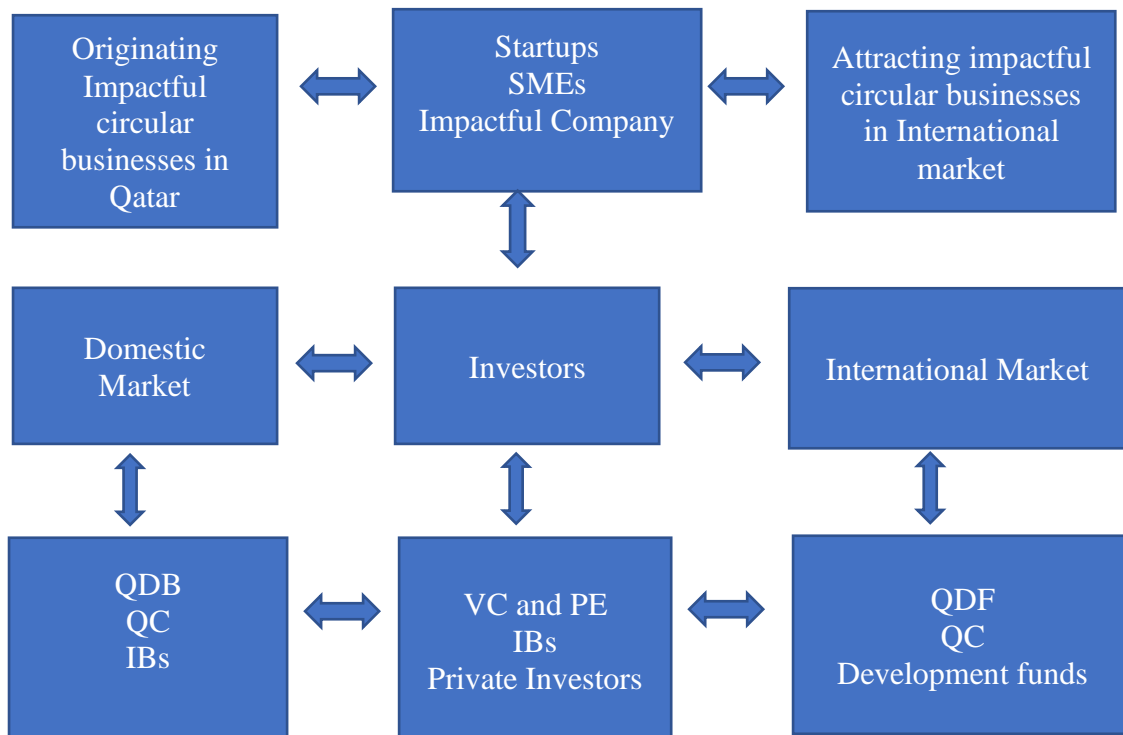 Originating
Impactful
circular
businesses in
Qatar
Startups
SMEs
Impactful Company
Attracting impactful
circular businesses
in International
market
Domestic
Market
Investors
International Market
QDB
QC
IBs
VC and PE
IBs
Private Investors
QDF
QC
Development funds